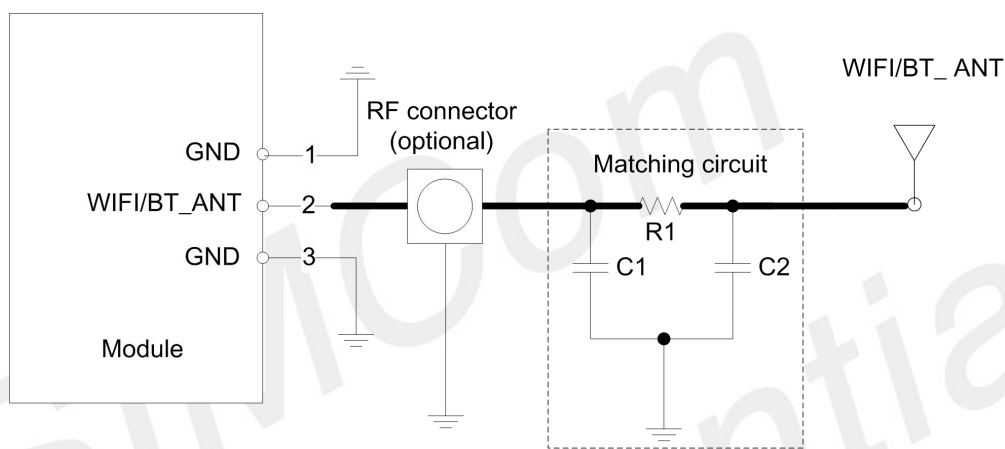 WIFI/BT_ ANT
RF connector
(optional)
Matching circuit
GND
1
WIFI/BT_ANT
2
GND
3
R1
C1
C2
Module